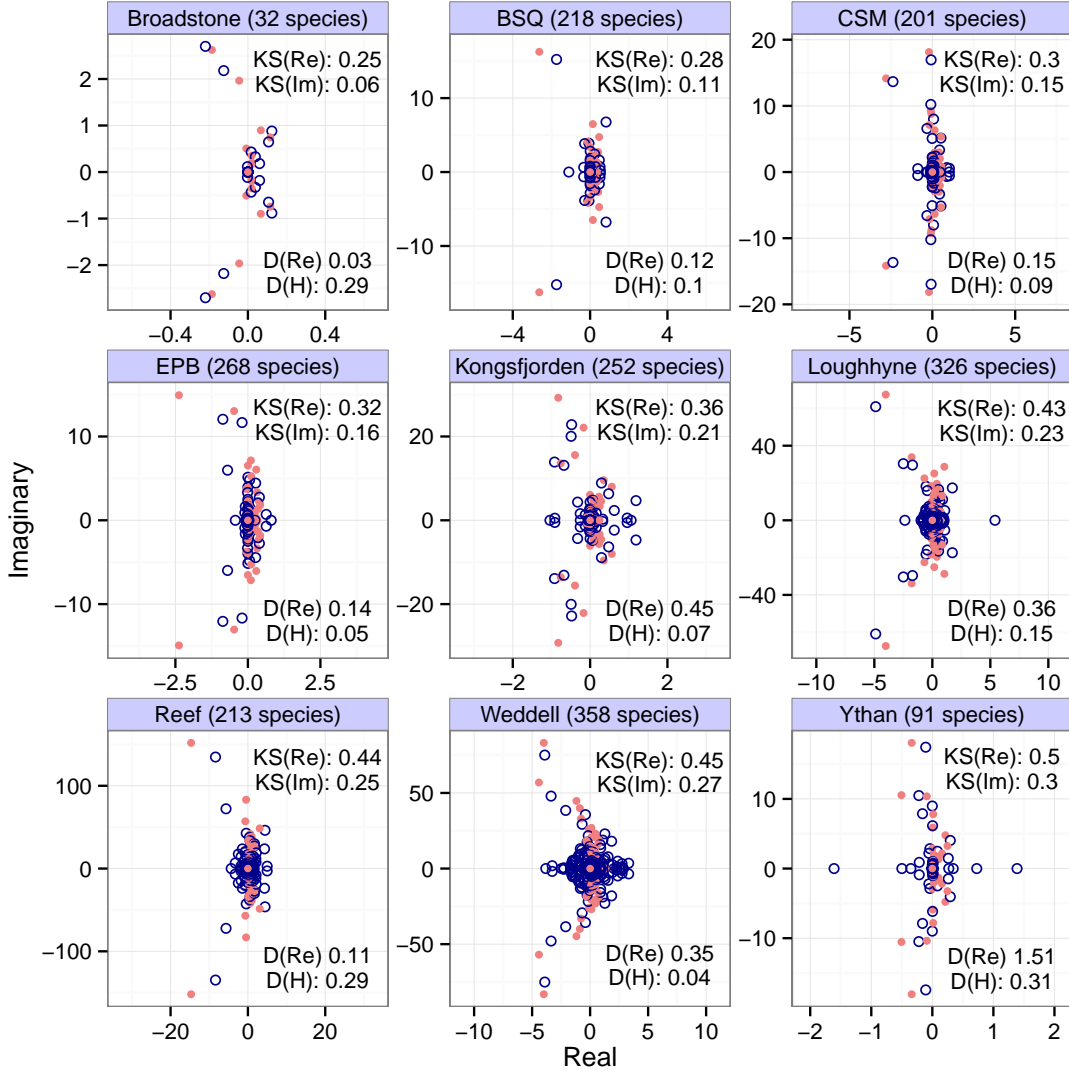 Broadstone (32 species)
KS(Re): 0.25
KS(Im): 0.06
D(Re) 0.03
D(H): 0.29
2
1
0
−1
−2
−0.4
0.0
0.4
BSQ (218 species)
KS(Re): 0.28
KS(Im): 0.11
D(Re) 0.12
D(H): 0.1
10
0
−10
−4
0
4
CSM (201 species)
KS(Re): 0.3
KS(Im): 0.15
D(Re) 0.15
D(H): 0.09
20
10
0
−10
−20
−5
0
5
EPB (268 species)
KS(Re): 0.32
KS(Im): 0.16
D(Re) 0.14
D(H): 0.05
10
0
−10
−2.5
0.0
2.5
Kongsfjorden (252 species)
KS(Re): 0.36
KS(Im): 0.21
D(Re) 0.45
D(H): 0.07
20
0
−20
−2
0
2
Loughhyne (326 species)
KS(Re): 0.43
KS(Im): 0.23
D(Re) 0.36
D(H): 0.15
40
0
−40
−10
−5
0
5
10
Reef (213 species)
KS(Re): 0.44
KS(Im): 0.25
D(Re) 0.11
D(H): 0.29
100
0
−100
−20
0
20
Weddell (358 species)
KS(Re): 0.45
KS(Im): 0.27
D(Re) 0.35
D(H): 0.04
50
0
−50
−10
−5
0
5
10
Ythan (91 species)
KS(Re): 0.5
KS(Im): 0.3
D(Re) 1.51
D(H): 0.31
10
0
−10
−2
−1
0
1
2
Imaginary
Real